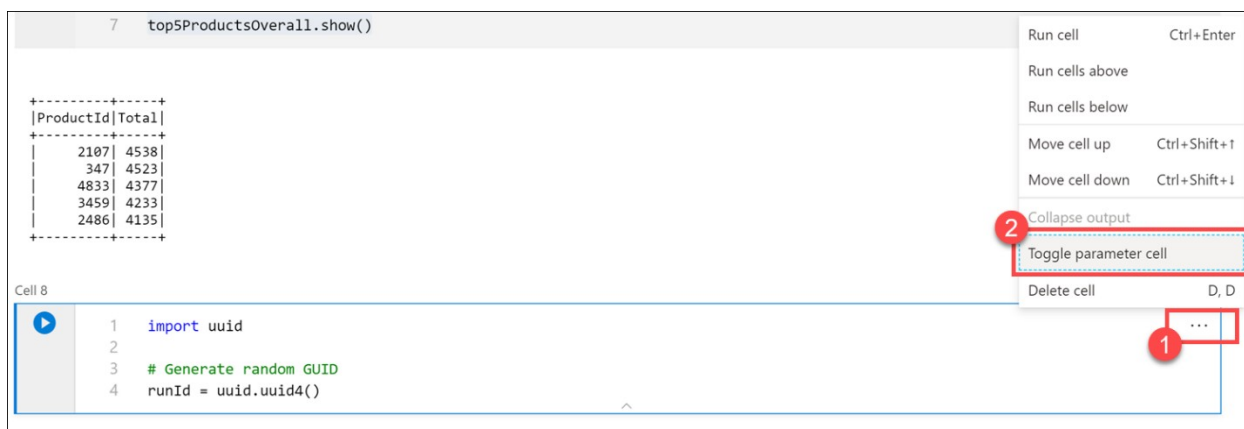 7 top5ProductsOverall.show()
+---------+-----+
|ProductId|Total|
+---------+-----+
| 2107| 4538|
| 347| 4523|
| 4833| 4377|
| 3459| 4233|
| 2486| 4135|
+---------+-----+
Run cell Ctrl+Enter
Run cells above
Run cells below
Move cell up Ctrl+Shift+↑
Move cell down Ctrl+Shift+↓
Collapse output
2
Toggle parameter cell
Delete cell D, D
Cell 8
...
1
1 import uuid
2
3 # Generate random GUID
4 runId = uuid.uuid4()